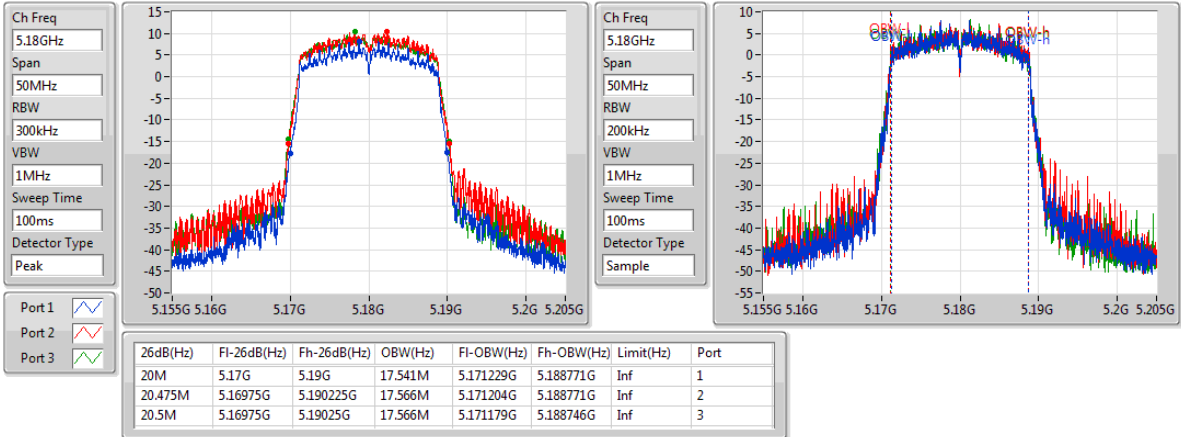 Ch Freq
5.18GHz
Span
50MHz
RBW
300kHz
VBW
1MHz
Sweep Time
100ms
Detector Type
Peak
15
10
5
0
-5
-10
-15
-20
-25
-30
-35
-40
-45
-50
5.155G 5.16G 5.17G 5.18G 5.19G 5.2G 5.205G
Port 1
Port 2
Port 3
Ch Freq
5.18GHz
Span
50MHz
RBW
200kHz
VBW
1MHz
Sweep Time
100ms
Detector Type
Sample
10
5
0
-5
-10
-15
-20
-25
-30
-35
-40
-45
-50
-55
OBW-l OBW-h
5.155G 5.16G 5.17G 5.18G 5.19G 5.2G 5.205G
26dB(Hz) Fl-26dB(Hz) Fh-26dB(Hz) OBW(Hz) Fl-OBW(Hz) Fh-OBW(Hz) Limit(Hz) Port
20M 5.17G 5.19G 17.541M 5.171229G 5.188771G Inf 1
20.475M 5.16975G 5.190225G 17.566M 5.171204G 5.188771G Inf 2
20.5M 5.16975G 5.19025G 17.566M 5.171179G 5.188746G Inf 3